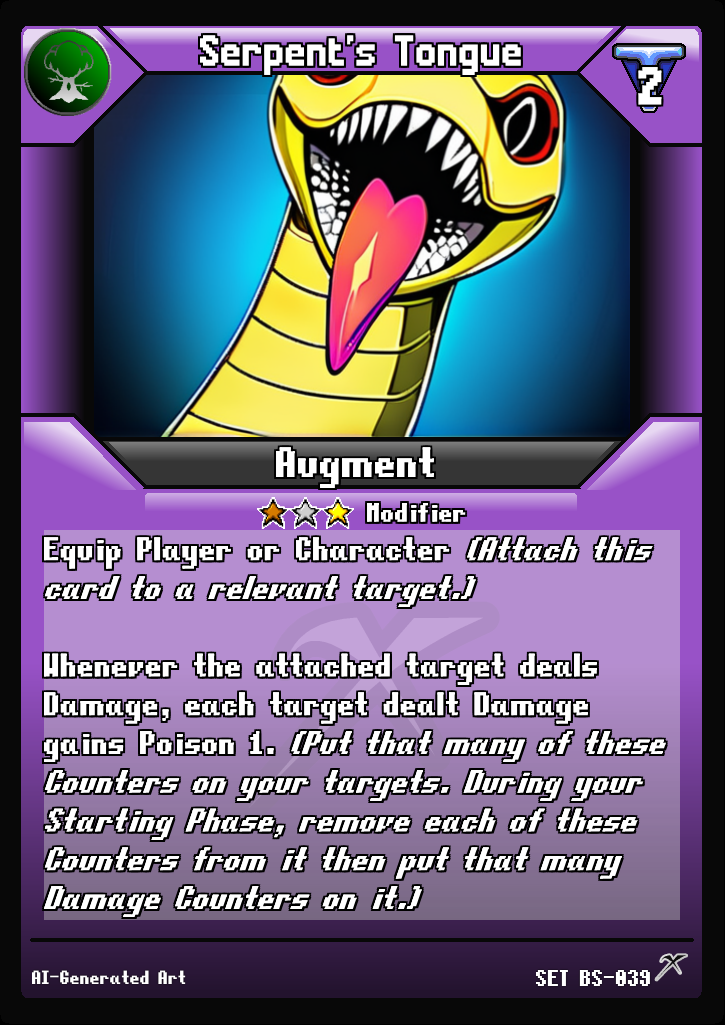 Serpent's Tongue
2
Augment
Modifier
Equip Player or Character (Attach this
card to a relevant target.)
Whenever the attached target deals
Damage, each target dealt Damage
gains Poison 1. (Put that many of these
Counters on your targets. During your
Starting Phase, remove each of these
Counters from it then put that many
Damage Counters on it.)
AI-Generated Art
SET BS-039